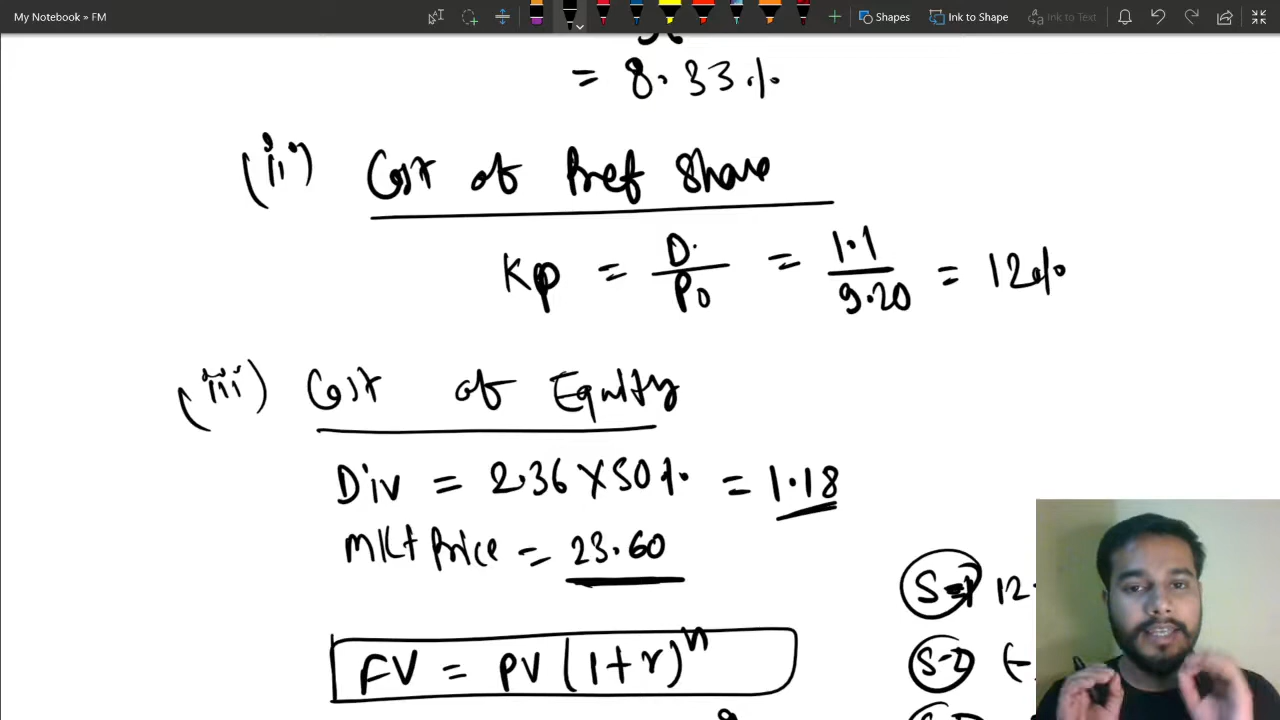 My Notebook » FM
Shapes
Ink to Shape
Ink to Text
= 8.33%
(ii) Cost of Pref Share
Kp = D/P0 = 1.1/9.20 = 12%
(iii) Cost of Equity
Div = 2.36 X 50% = 1.18
Mkt Price = 23.60
FV = PV (1+r)^n
S-1 12
S-2 (-